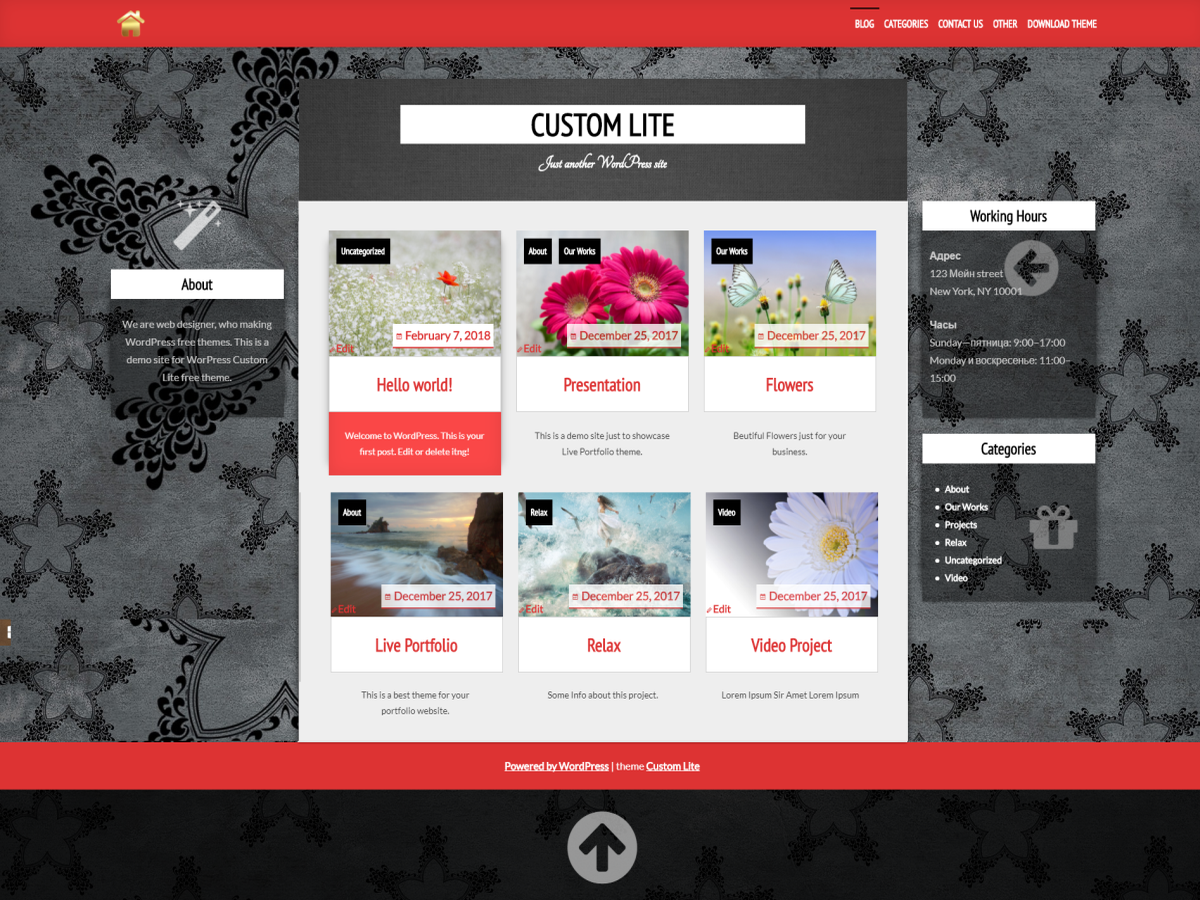 BLOG CATEGORIES CONTACT US OTHER DOWNLOAD THEME
CUSTOM LITE
Just another WordPress site
About
We are web designer, who making
WordPress free themes. This is a
demo site for WorPress Custom
Lite free theme.
Uncategorized
February 7, 2018
Edit
Hello world!
Welcome to WordPress. This is your
first post. Edit or delete itng!
About Our Works
December 25, 2017
Edit
Presentation
This is a demo site just to showcase
Live Portfolio theme.
Our Works
December 25, 2017
Edit
Flowers
Beutiful Flowers just for your
business.
About
December 25, 2017
Edit
Live Portfolio
This is a best theme for your
portfolio website.
Relax
December 25, 2017
Edit
Relax
Some Info about this project.
Video
December 25, 2017
Edit
Video Project
Lorem Ipsum Sir Amet Lorem Ipsum
Working Hours
Адрес
123 Мейн street
New York, NY 10001
Часы
Sunday—пятница: 9:00–17:00
Monday и воскресенье: 11:00–
15:00
Categories
About
Our Works
Projects
Relax
Uncategorized
Video
Powered by WordPress | theme Custom Lite